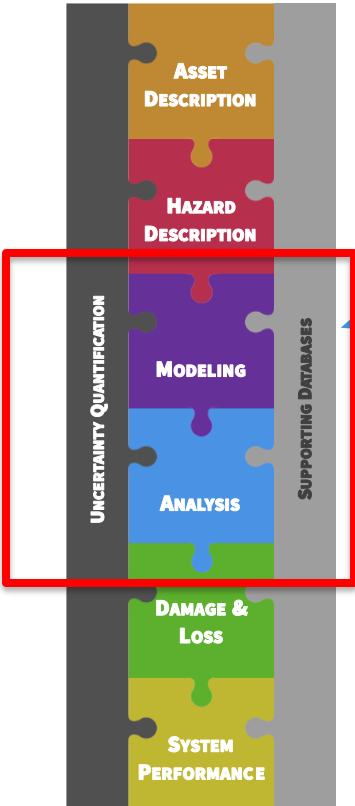 ASSET
DESCRIPTION
HAZARD
DESCRIPTION
UNCERTAINTY QUANTIFICATION
MODELING
SUPPORTING DATABASES
ANALYSIS
DAMAGE &
LOSS
SYSTEM
PERFORMANCE